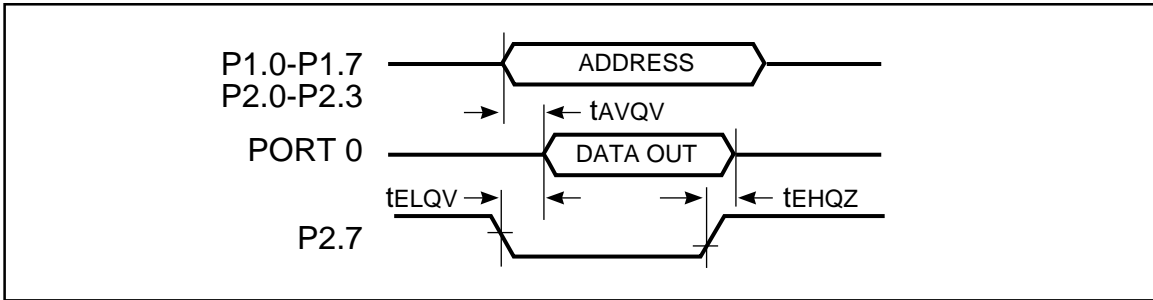 P1.0-P1.7
P2.0-P2.3
ADDRESS
tAVQV
PORT 0
DATA OUT
tELQV
tEHQZ
P2.7